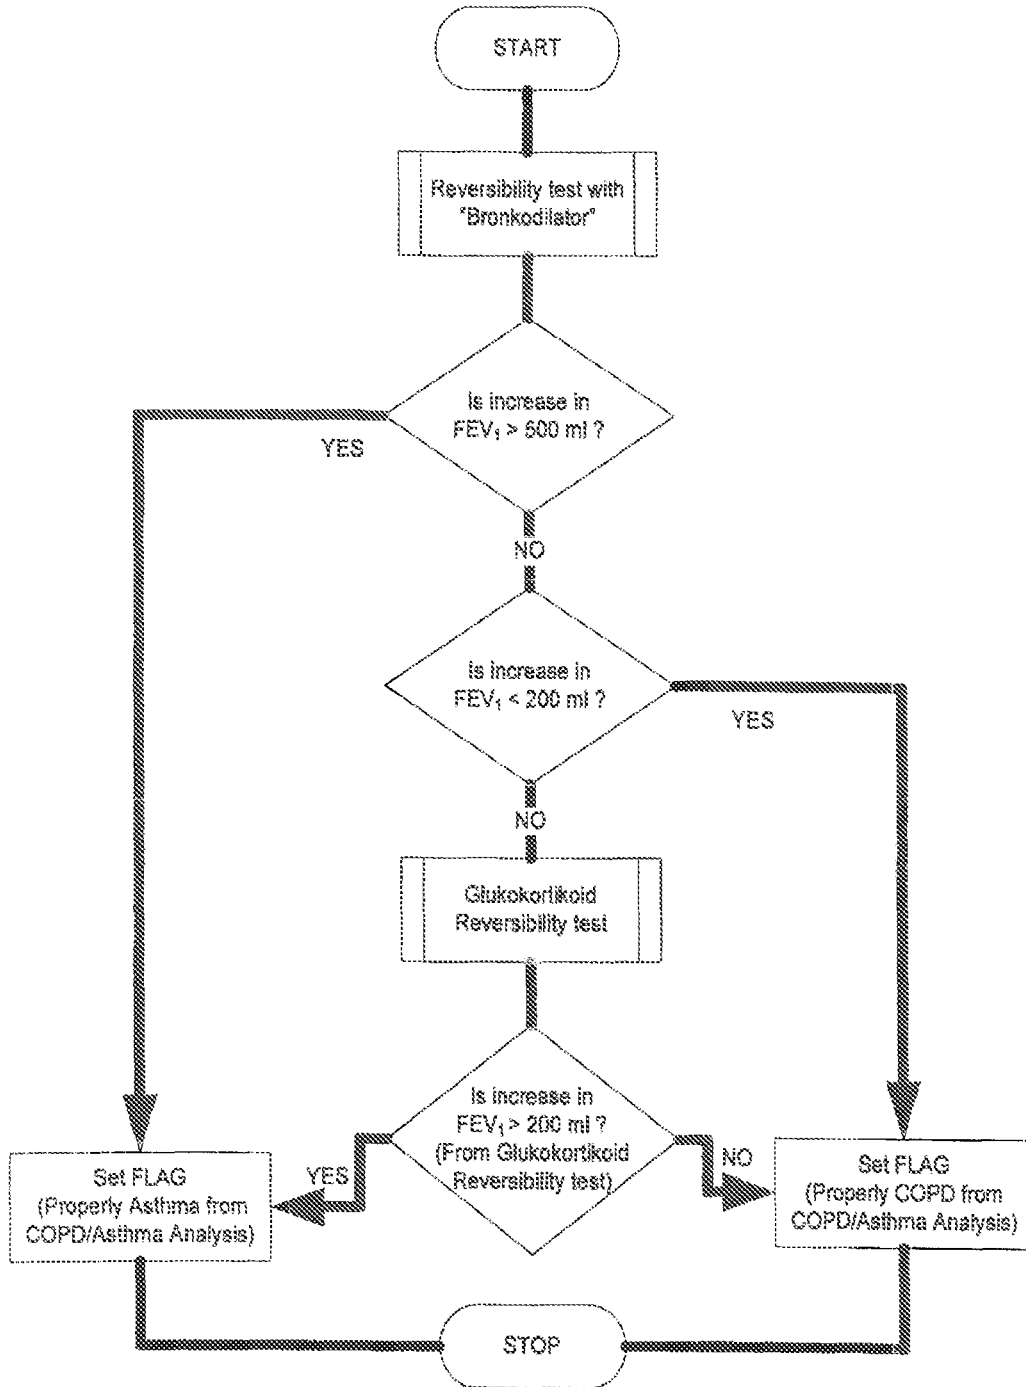 START
Reversibility test with
"Bronkodilator"
Is increase in
FEV₁ > 500 ml ?
YES
NO
Is increase in
FEV₁ < 200 ml ?
YES
NO
Glukokortikoid
Reversibility test
Is increase in
FEV₁ > 200 ml ?
(From Glukokortikoid
Reversibility test)
YES
NO
Set FLAG
(Properly Asthma from
COPD/Asthma Analysis)
Set FLAG
(Properly COPD from
COPD/Asthma Analysis)
STOP